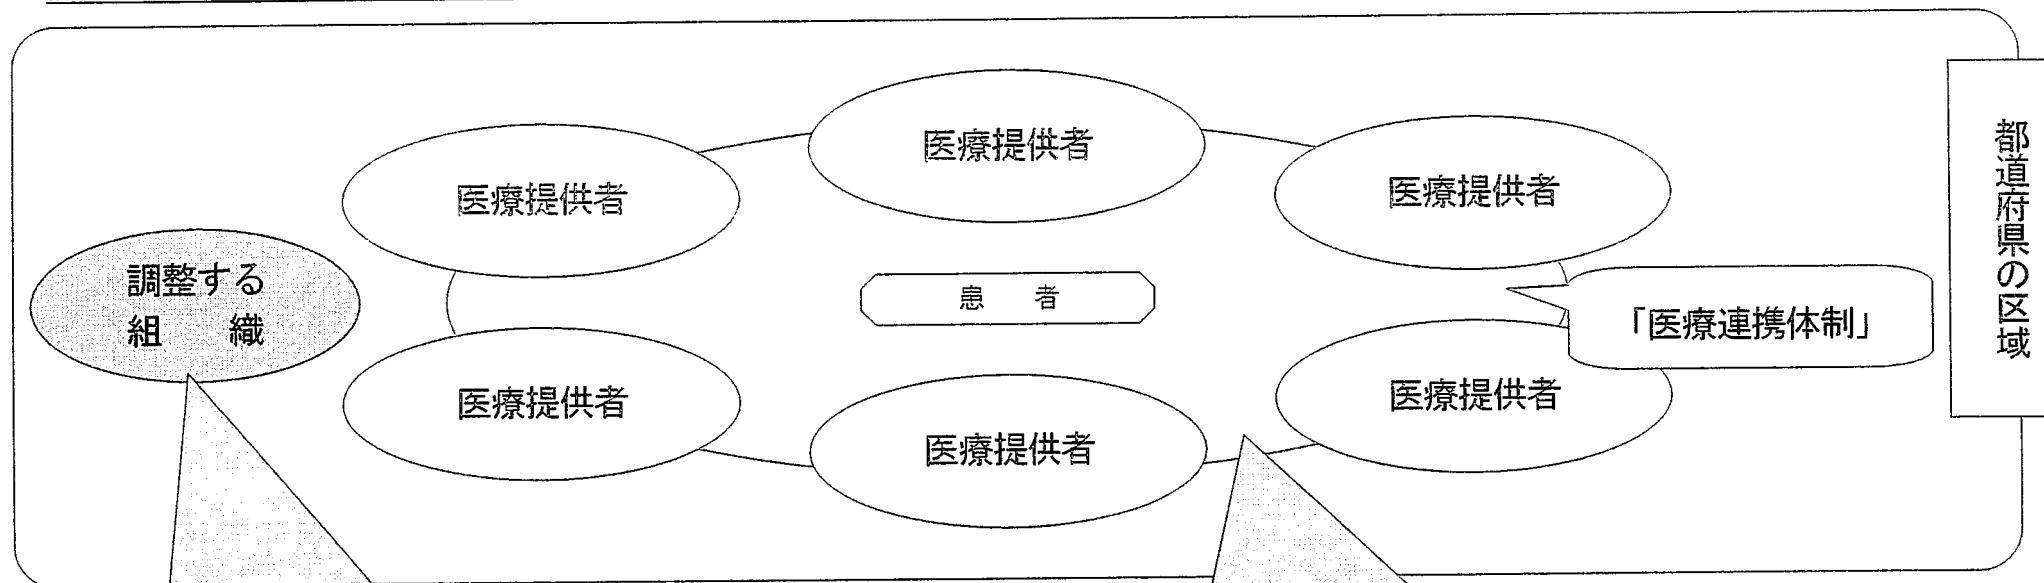 医療提供者
医療提供者
医療提供者
都道府県の区域
調整する
組　　織
患　者
「医療連携体制」
医療提供者
医療提供者
医療提供者